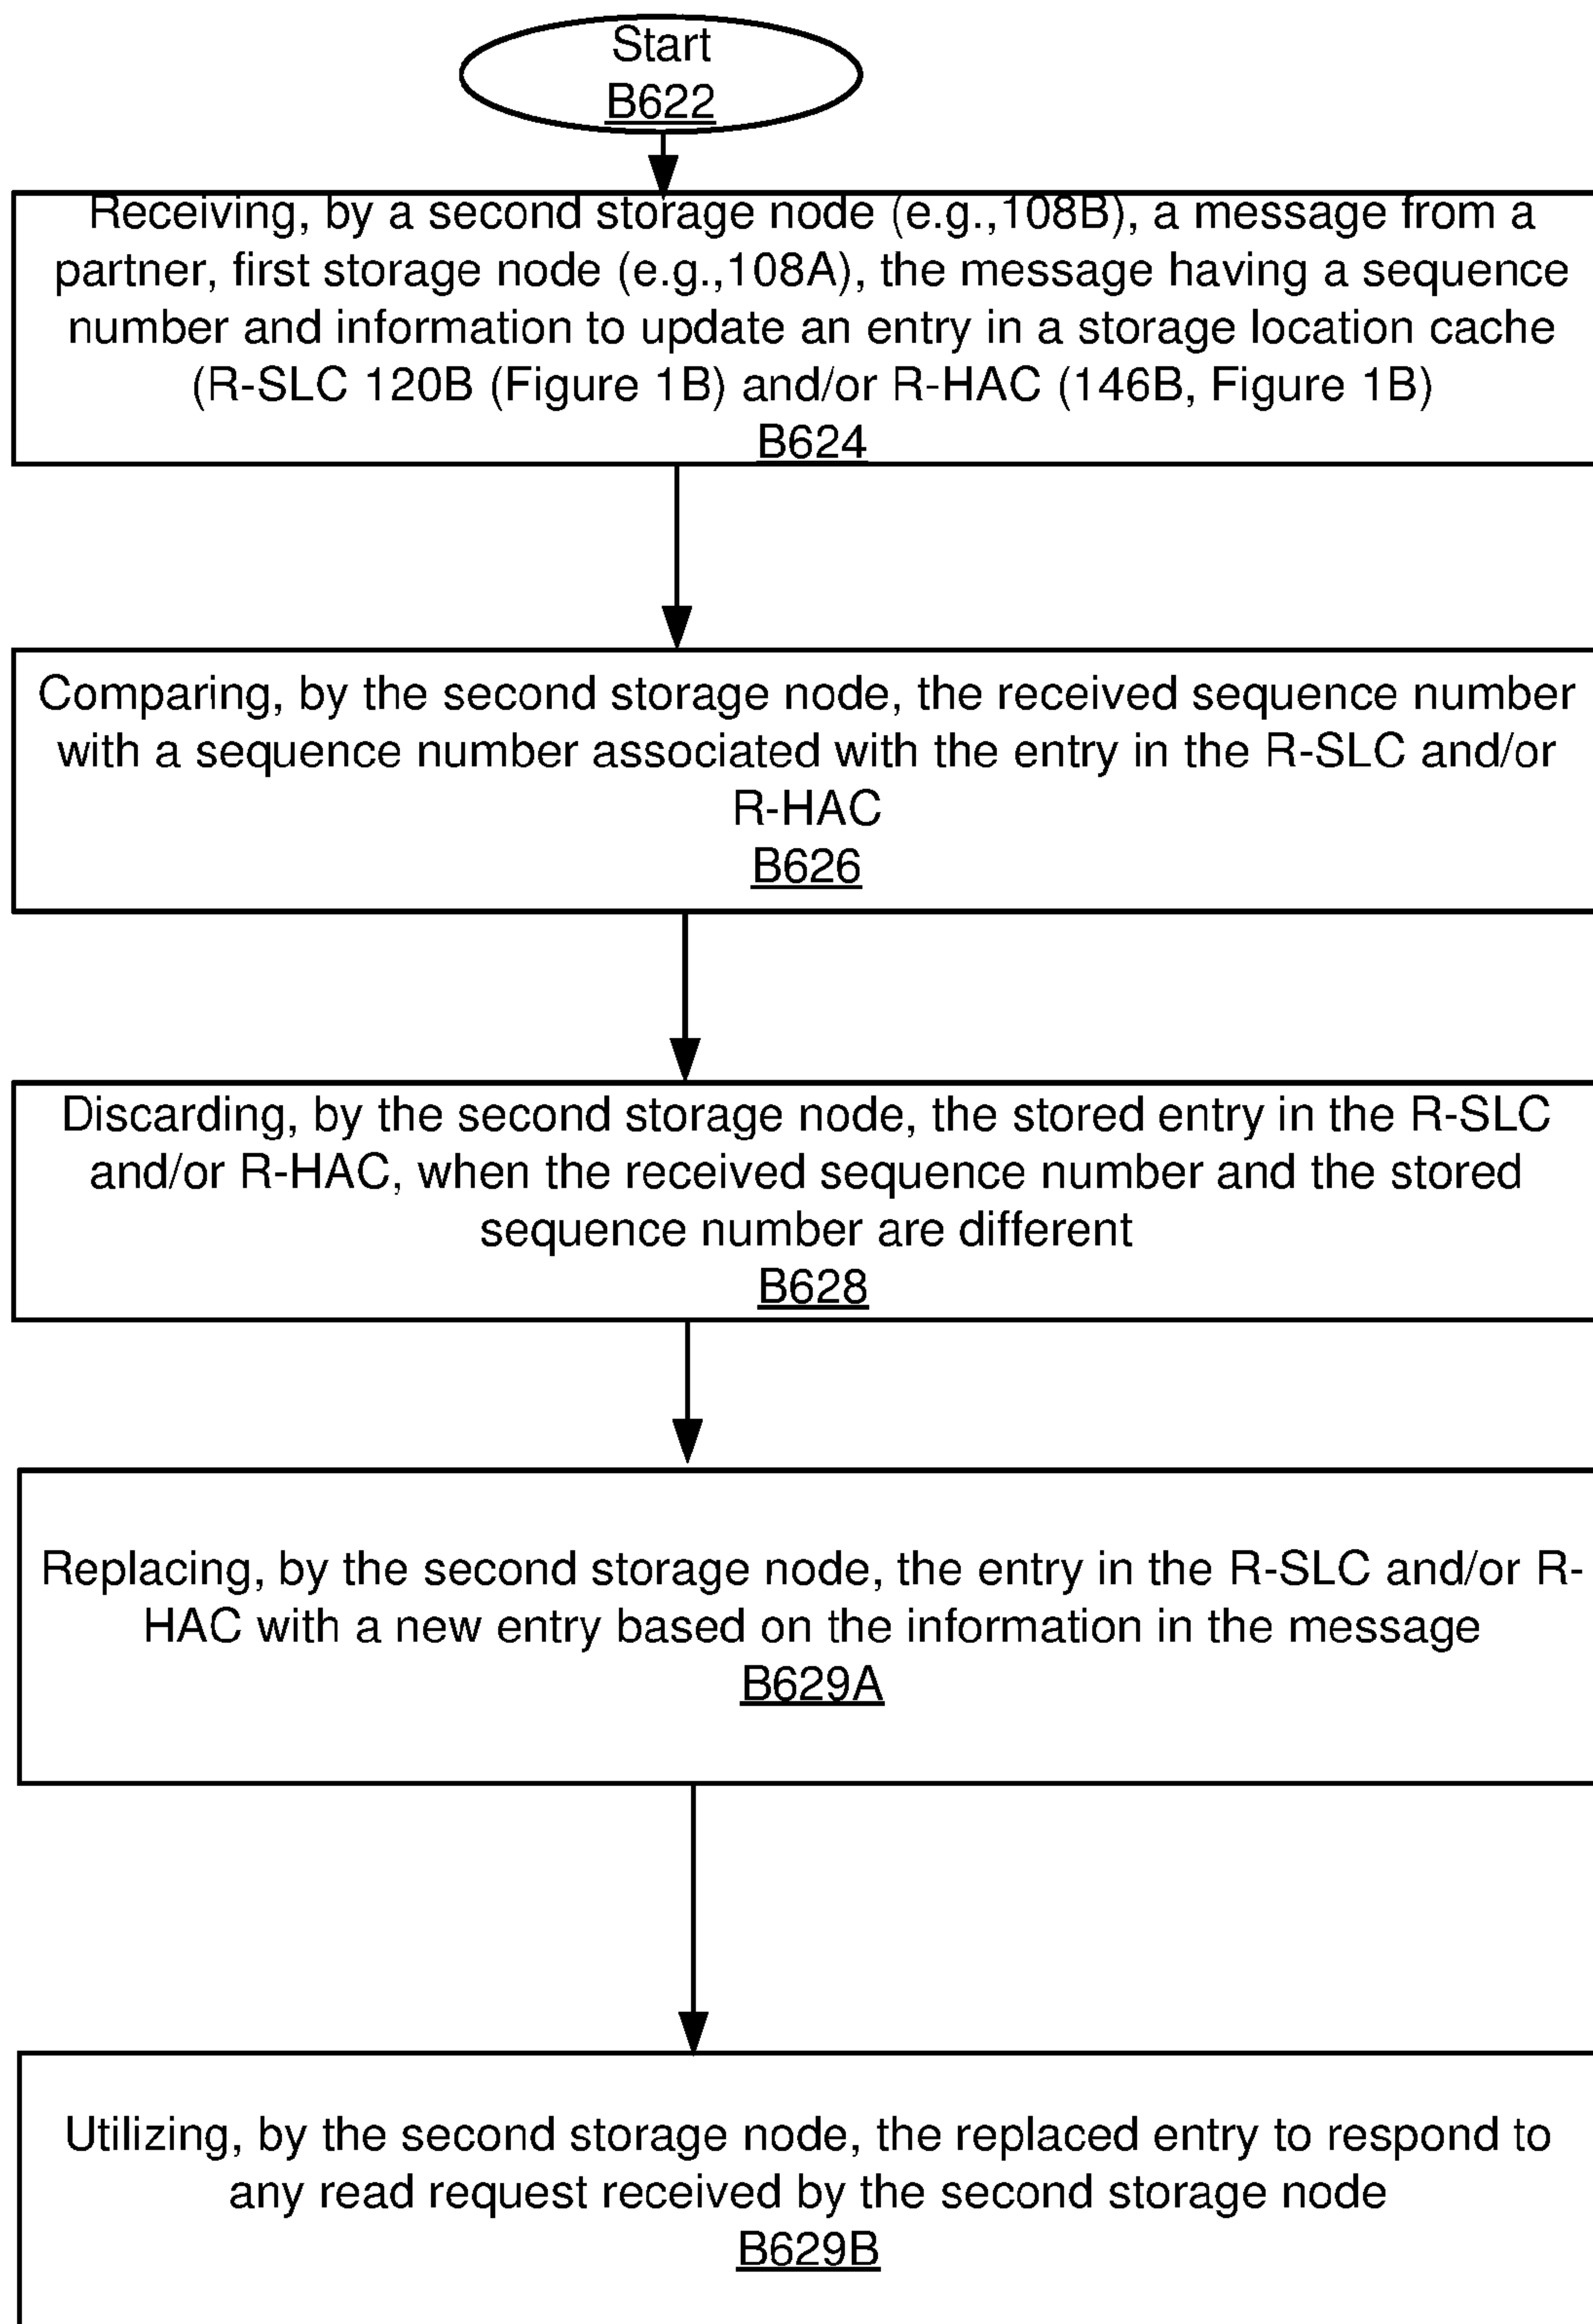 Start
B622
Receiving, by a second storage node (e.g.,108B), a message from a
partner, first storage node (e.g.,108A), the message having a sequence
number and information to update an entry in a storage location cache
(R-SLC 120B (Figure 1B) and/or R-HAC (146B, Figure 1B)
B624
Comparing, by the second storage node, the received sequence number
with a sequence number associated with the entry in the R-SLC and/or
R-HAC
B626
Discarding, by the second storage node, the stored entry in the R-SLC
and/or R-HAC, when the received sequence number and the stored
sequence number are different
B628
Replacing, by the second storage node, the entry in the R-SLC and/or R-
HAC with a new entry based on the information in the message
B629A
Utilizing, by the second storage node, the replaced entry to respond to
any read request received by the second storage node
B629B